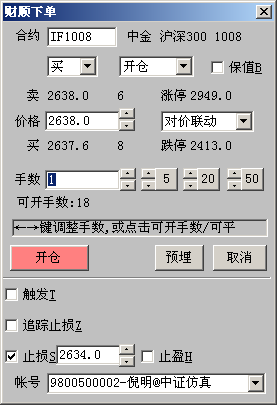 财顺下单
合约 IF1008 中金 沪深300 1008
买 开仓 保值B
卖 2638.0 6 涨停 2949.0
价格 2638.0 对价联动
买 2637.6 8 跌停 2413.0
手数 1 5 20 50
可开手数:18
←→键调整手数,或点击可开手数/可平
开仓 预埋 取消
触发T
追踪止损Z
止损S 2634.0 止盈H
帐号 9800500002-倪明@中证仿真